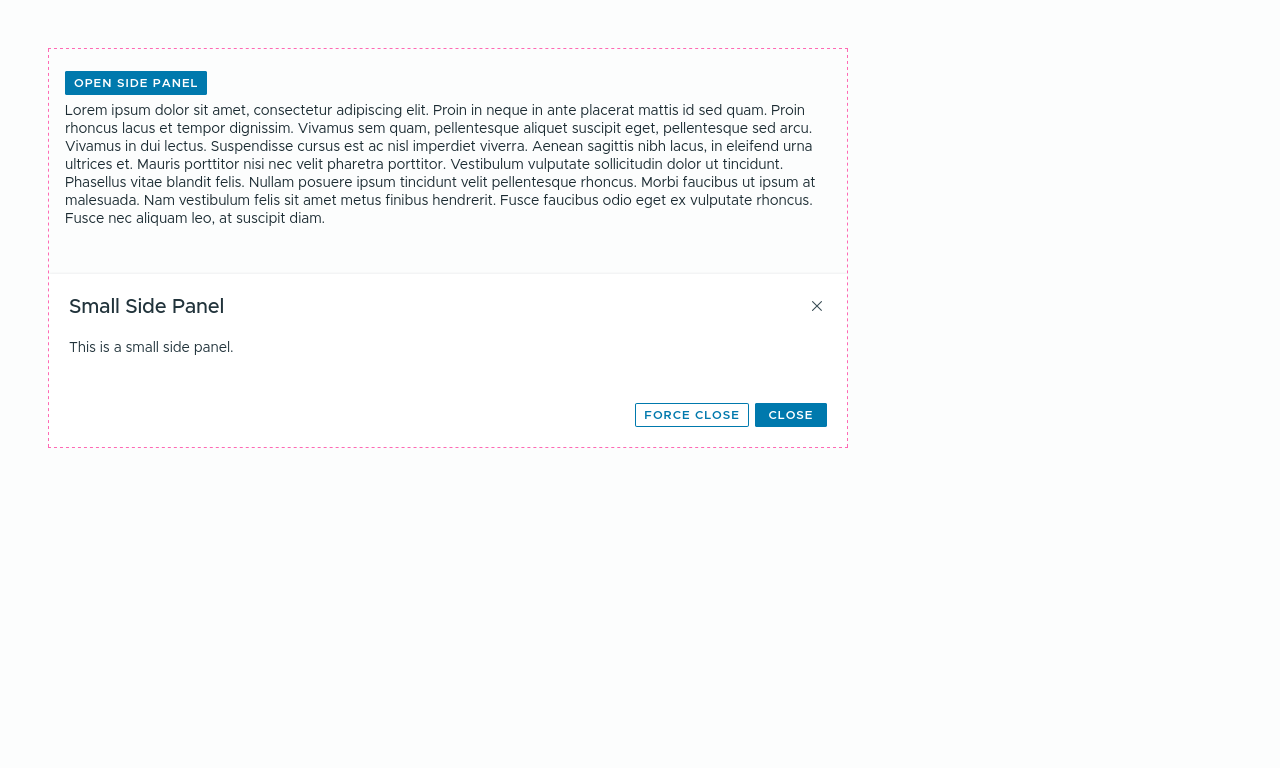 OPEN SIDE PANEL
Lorem ipsum dolor sit amet, consectetur adipiscing elit. Proin in neque in ante placerat mattis id sed quam. Proin
rhoncus lacus et tempor dignissim. Vivamus sem quam, pellentesque aliquet suscipit eget, pellentesque sed arcu.
Vivamus in dui lectus. Suspendisse cursus est ac nisl imperdiet viverra. Aenean sagittis nibh lacus, in eleifend urna
ultrices et. Mauris porttitor nisi nec velit pharetra porttitor. Vestibulum vulputate sollicitudin dolor ut tincidunt.
Phasellus vitae blandit felis. Nullam posuere ipsum tincidunt velit pellentesque rhoncus. Morbi faucibus ut ipsum at
malesuada. Nam vestibulum felis sit amet metus finibus hendrerit. Fusce faucibus odio eget ex vulputate rhoncus.
Fusce nec aliquam leo, at suscipit diam.
Small Side Panel
This is a small side panel.
FORCE CLOSE CLOSE